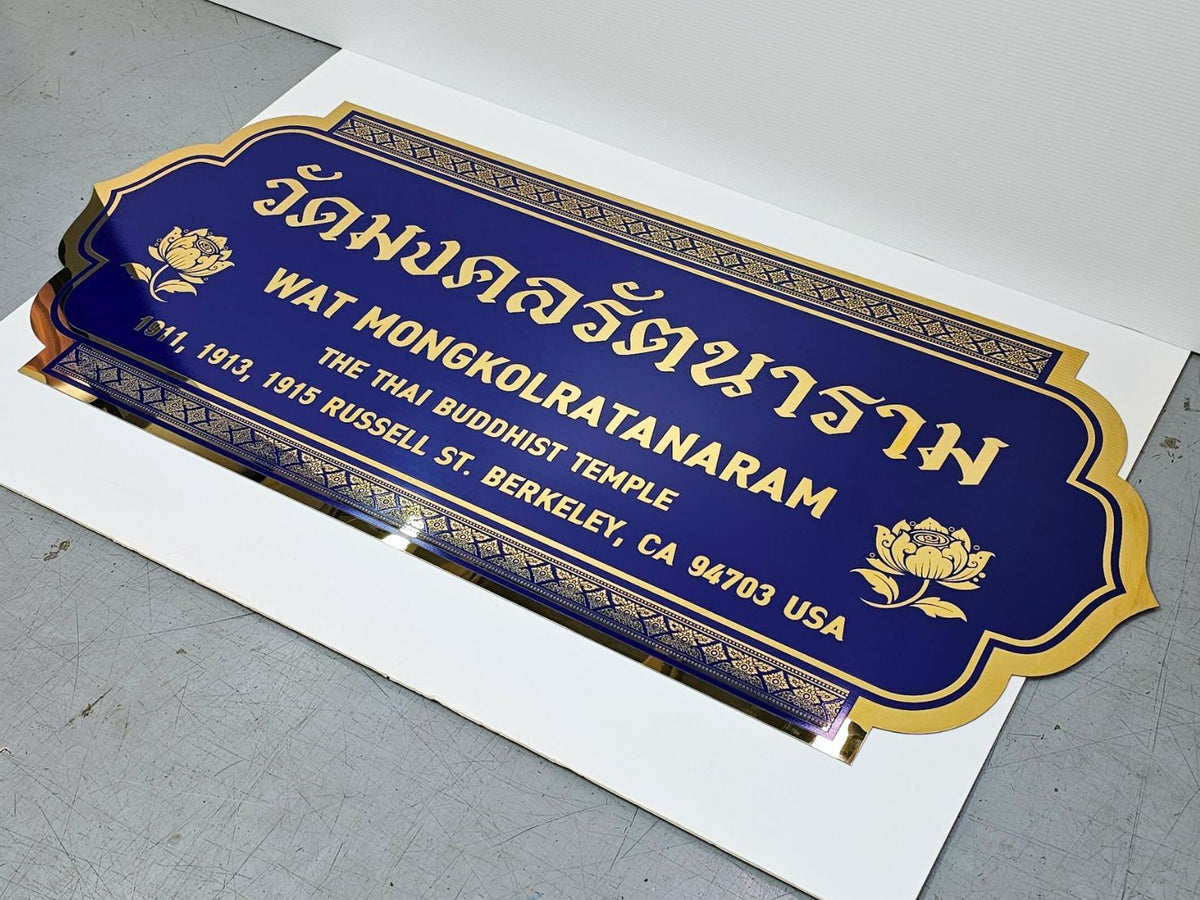 วัดมงคลรัตนาราม
WAT MONGKOLRATANARAM
THE THAI BUDDHIST TEMPLE
1911, 1913, 1915 RUSSELL ST. BERKELEY, CA 94703 USA